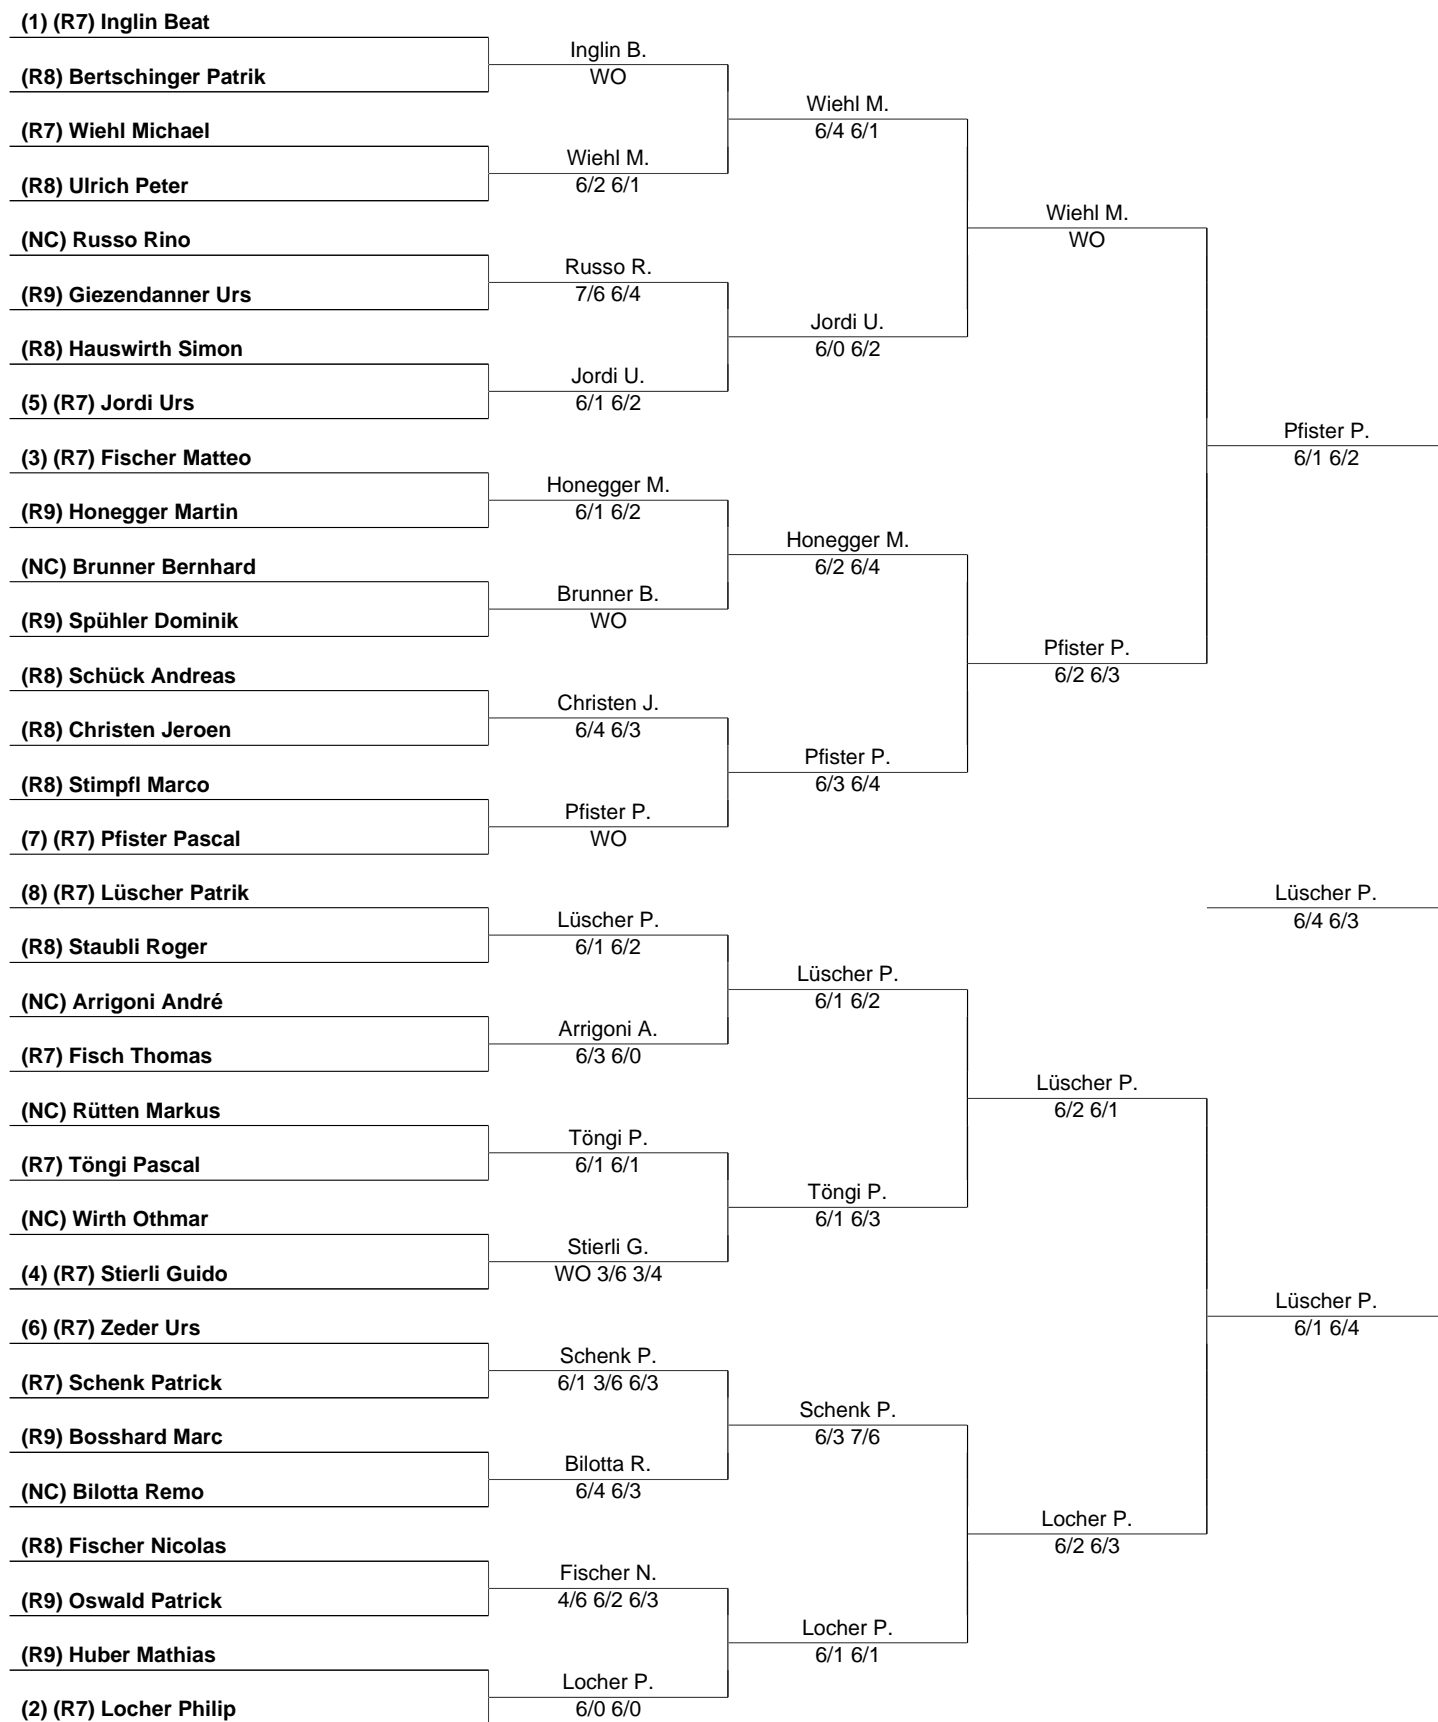 (1) (R7) Inglin Beat
Inglin B.
(R8) Bertschinger Patrik
WO
Wiehl M.
(R7) Wiehl Michael
6/4 6/1
Wiehl M.
(R8) Ulrich Peter
6/2 6/1
Wiehl M.
(NC) Russo Rino
WO
Russo R.
(R9) Giezendanner Urs
7/6 6/4
Jordi U.
(R8) Hauswirth Simon
6/0 6/2
Jordi U.
(5) (R7) Jordi Urs
6/1 6/2
Pfister P.
(3) (R7) Fischer Matteo
6/1 6/2
Honegger M.
(R9) Honegger Martin
6/1 6/2
Honegger M.
(NC) Brunner Bernhard
6/2 6/4
Brunner B.
(R9) Spühler Dominik
WO
Pfister P.
(R8) Schück Andreas
6/2 6/3
Christen J.
(R8) Christen Jeroen
6/4 6/3
Pfister P.
(R8) Stimpfl Marco
6/3 6/4
Pfister P.
(7) (R7) Pfister Pascal
WO
(8) (R7) Lüscher Patrik
Lüscher P.
Lüscher P.
6/4 6/3
(R8) Staubli Roger
6/1 6/2
Lüscher P.
(NC) Arrigoni André
6/1 6/2
Arrigoni A.
(R7) Fisch Thomas
6/3 6/0
Lüscher P.
(NC) Rütten Markus
6/2 6/1
Töngi P.
(R7) Töngi Pascal
6/1 6/1
Töngi P.
(NC) Wirth Othmar
6/1 6/3
Stierli G.
(4) (R7) Stierli Guido
WO 3/6 3/4
Lüscher P.
(6) (R7) Zeder Urs
6/1 6/4
Schenk P.
(R7) Schenk Patrick
6/1 3/6 6/3
Schenk P.
(R9) Bosshard Marc
6/3 7/6
Bilotta R.
(NC) Bilotta Remo
6/4 6/3
Locher P.
(R8) Fischer Nicolas
6/2 6/3
Fischer N.
(R9) Oswald Patrick
4/6 6/2 6/3
Locher P.
(R9) Huber Mathias
6/1 6/1
Locher P.
(2) (R7) Locher Philip
6/0 6/0